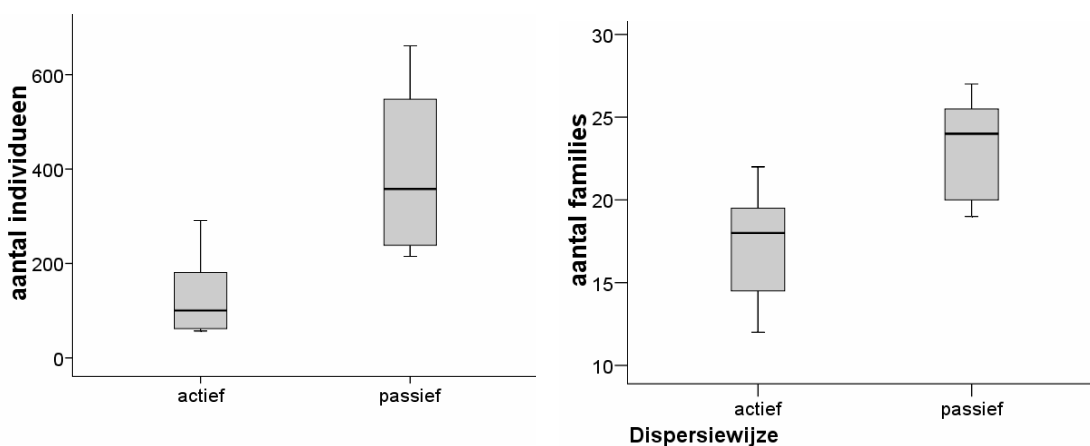 aantal individueen
600
400
200
0
actief
passief
aantal families
30
25
20
15
10
actief
passief
Dispersiewijze